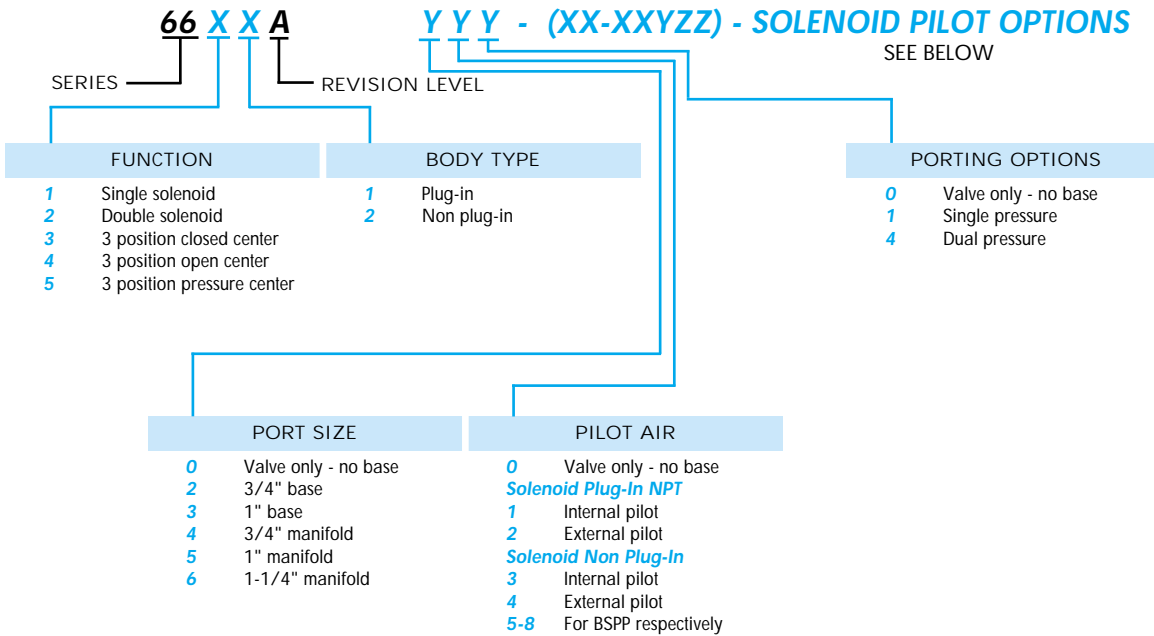 66 X X A Y Y Y - (XX-XXYZZ) - SOLENOID PILOT OPTIONS
SEE BELOW
SERIES REVISION LEVEL
FUNCTION
1 Single solenoid
2 Double solenoid
3 3 position closed center
4 3 position open center
5 3 position pressure center
BODY TYPE
1 Plug-in
2 Non plug-in
PORTING OPTIONS
0 Valve only - no base
1 Single pressure
4 Dual pressure
PORT SIZE
0 Valve only - no base
2 3/4" base
3 1" base
4 3/4" manifold
5 1" manifold
6 1-1/4" manifold
PILOT AIR
0 Valve only - no base
Solenoid Plug-In NPT
1 Internal pilot
2 External pilot
Solenoid Non Plug-In
3 Internal pilot
4 External pilot
5-8 For BSPP respectively